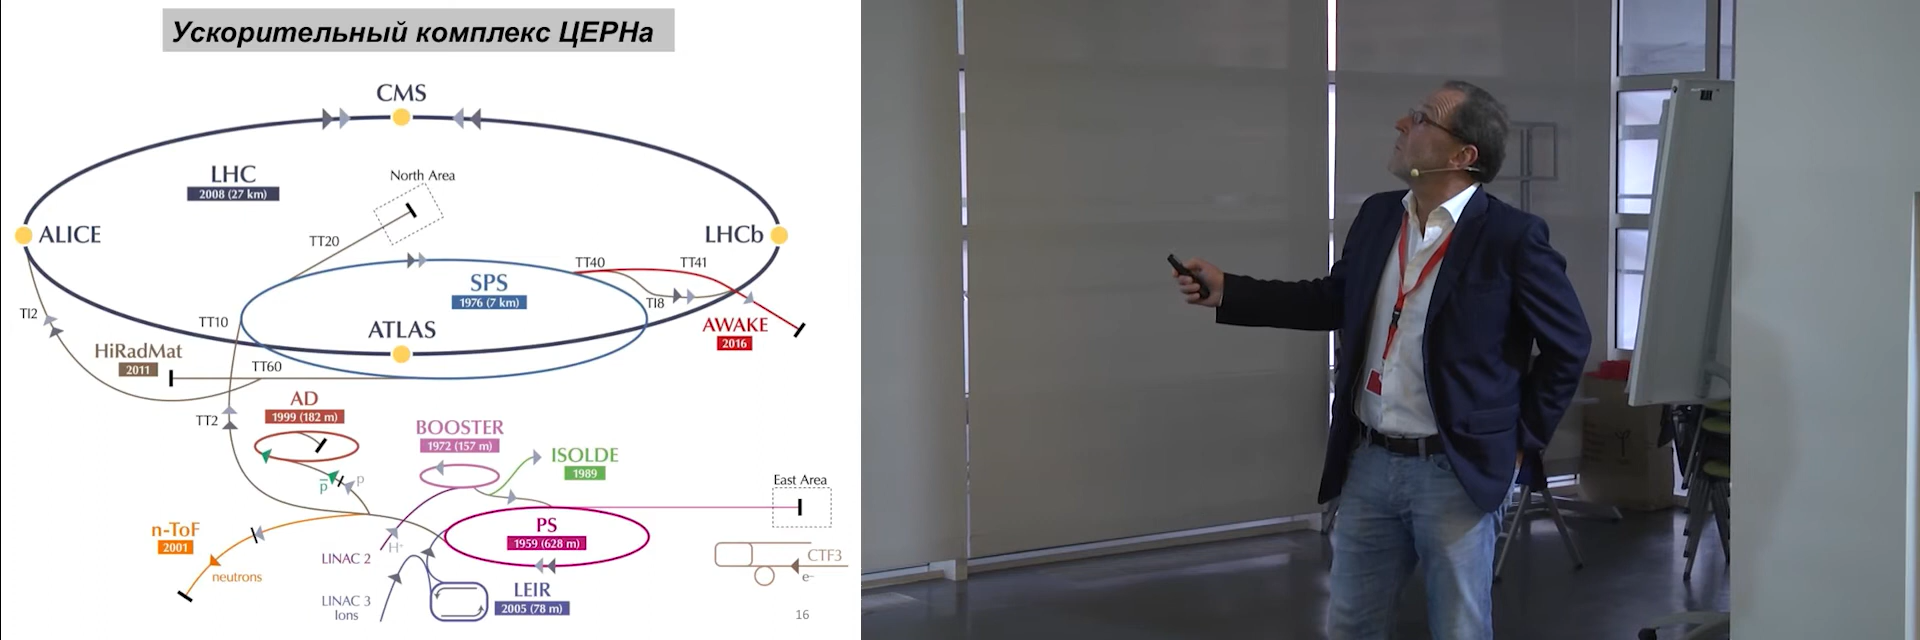 Ускорительный комплекс ЦЕРНа
CMS
LHC
2008 (27 km)
North Area
ALICE
TT20
LHCb
TT40
TT41
SPS
1976 (7 km)
TI8
TI2
TT10
ATLAS
AWAKE
2016
HiRadMat
2011
TT60
AD
1999 (182 m)
TT2
BOOSTER
1972 (157 m)
ISOLDE
1989
p̅
p
East Area
n-ToF
2001
PS
1959 (628 m)
H⁺
LINAC 2
neutrons
CTF3
e⁻
LEIR
2005 (78 m)
LINAC 3
Ions
16